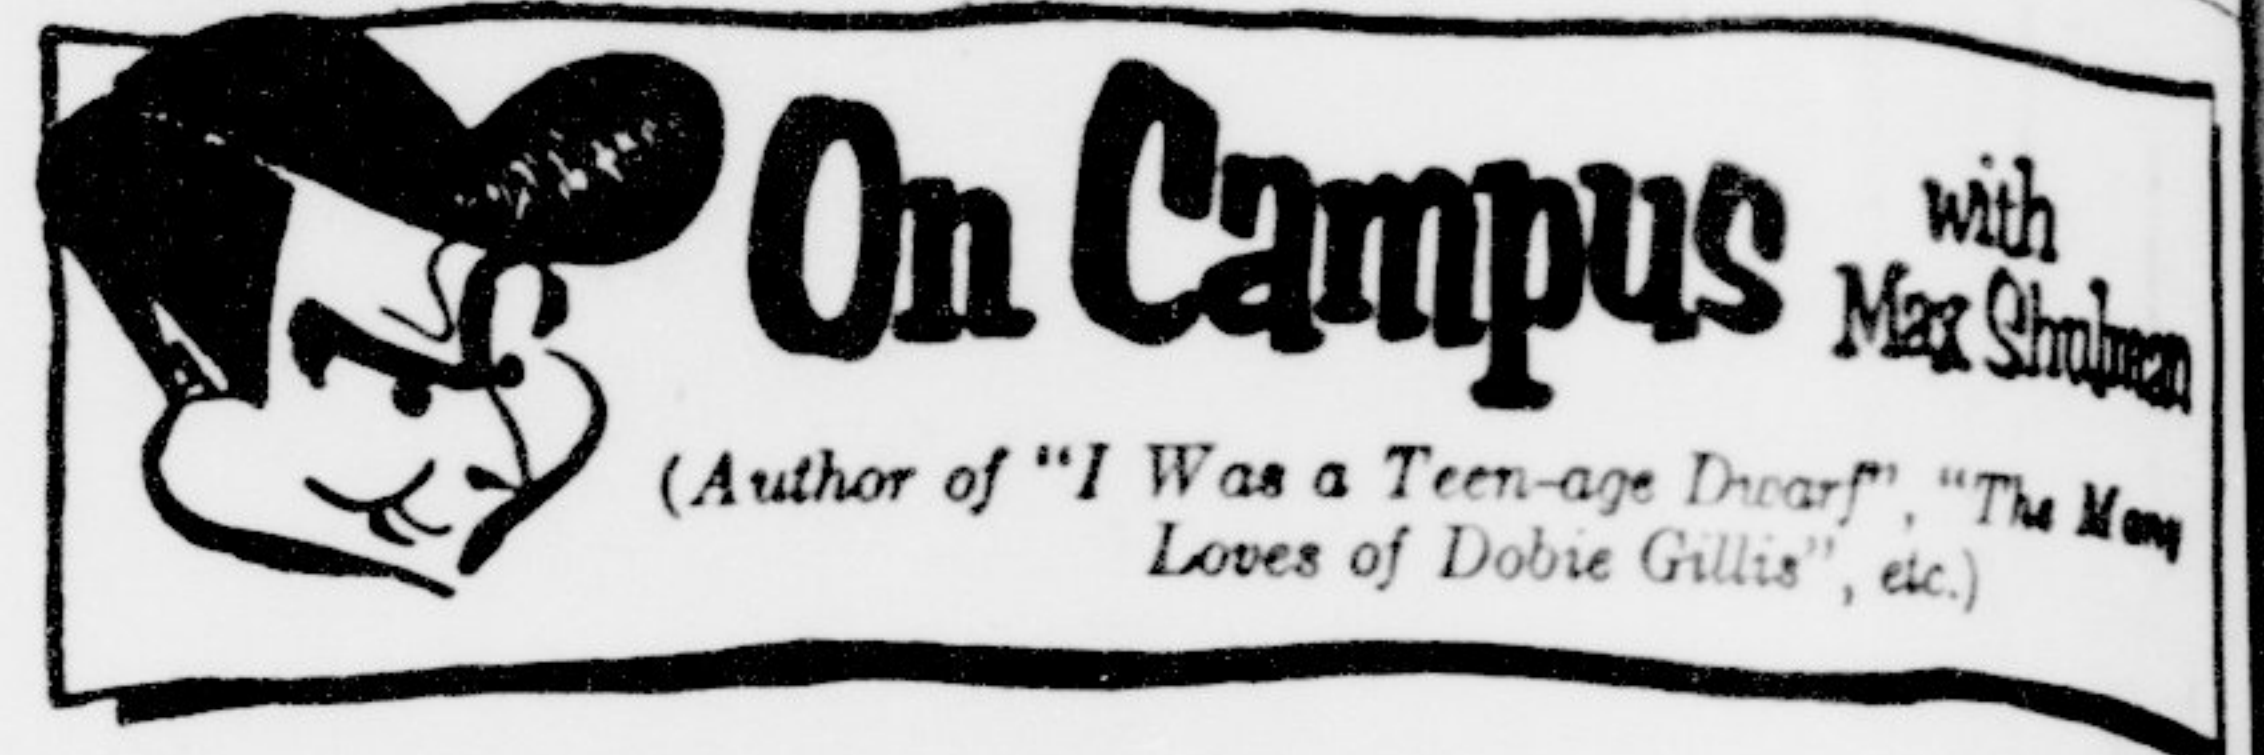 On Campus
with
Max Shulman
(Author of "I Was a Teen-age Dwarf", "The Many
Loves of Dobie Gillis", etc.)